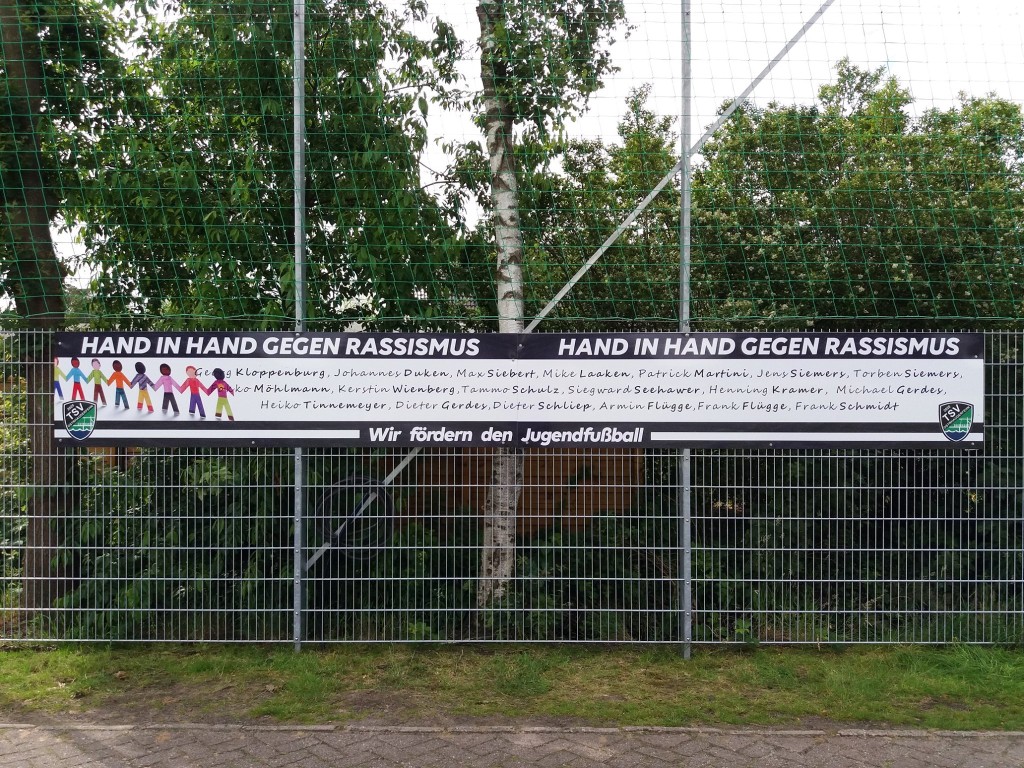 HAND IN HAND GEGEN RASSISMUS HAND IN HAND GEGEN RASSISMUS
Georg Kloppenburg, Johannes Duken, Max Siebert, Mike Laaken, Patrick Martini, Jens Siemers, Torben Siemers,
Möhlmann, Kerstin Wienberg, Tammo Schulz, Siegward Seehawer, Henning Kramer, Michael Gerdes,
Heiko Tinnemeyer, Dieter Gerdes, Dieter Schliep, Armin Flügge, Frank Flügge, Frank Schmidt
TSV TSV
Wir fördern den Jugendfußball